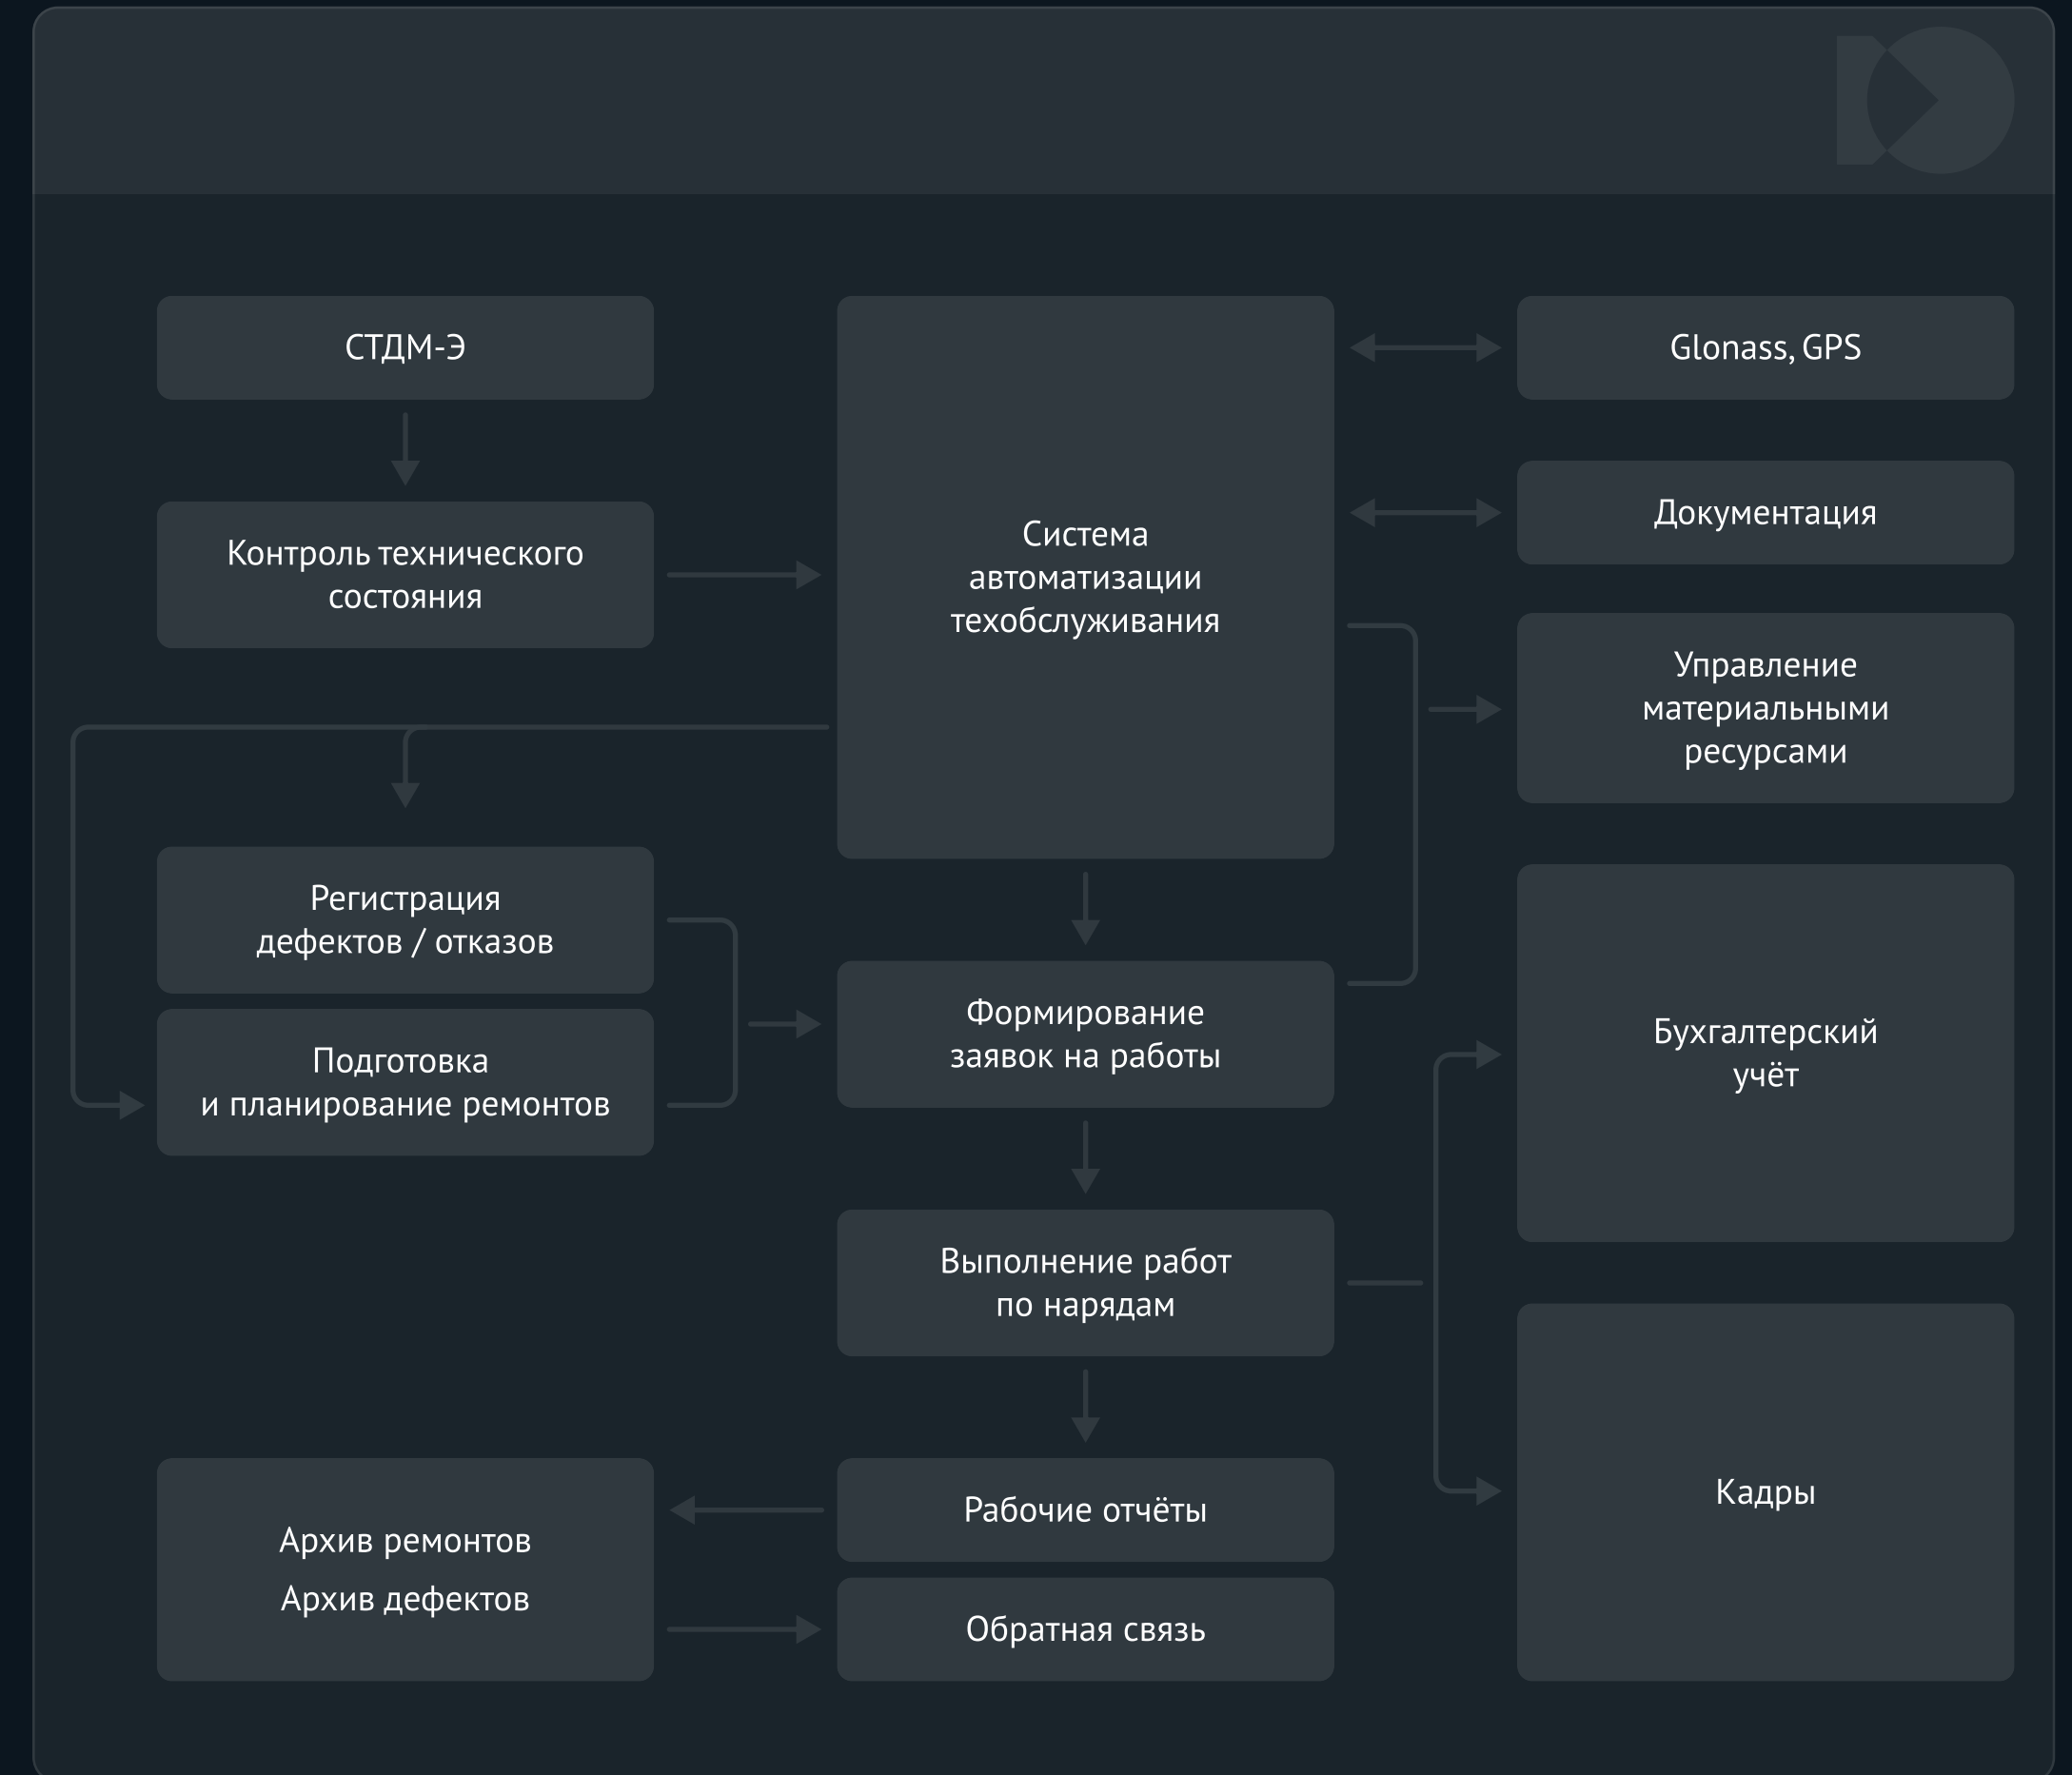 СТДМ-Э
Контроль технического
состояния
Система
автоматизации
техобслуживания
Glonass, GPS
Документация
Управление
материальными
ресурсами
Регистрация
дефектов / отказов
Подготовка
и планирование ремонтов
Формирование
заявок на работы
Бухгалтерский
учёт
Выполнение работ
по нарядам
Кадры
Архив ремонтов
Архив дефектов
Рабочие отчёты
Обратная связь